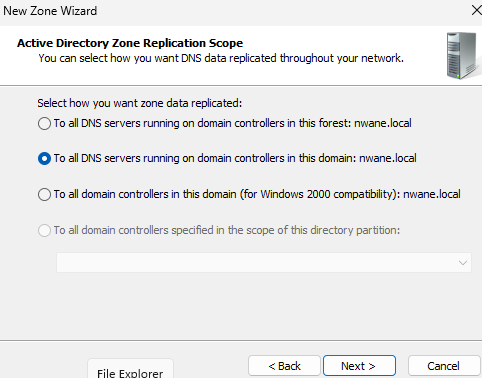 New Zone Wizard
Active Directory Zone Replication Scope
You can select how you want DNS data replicated throughout your network.
Select how you want zone data replicated:
To all DNS servers running on domain controllers in this forest: nwane.local
To all DNS servers running on domain controllers in this domain: nwane.local
To all domain controllers in this domain (for Windows 2000 compatibility): nwane.local
To all domain controllers specified in the scope of this directory partition:
< Back
Next >
Cancel
File Explorer